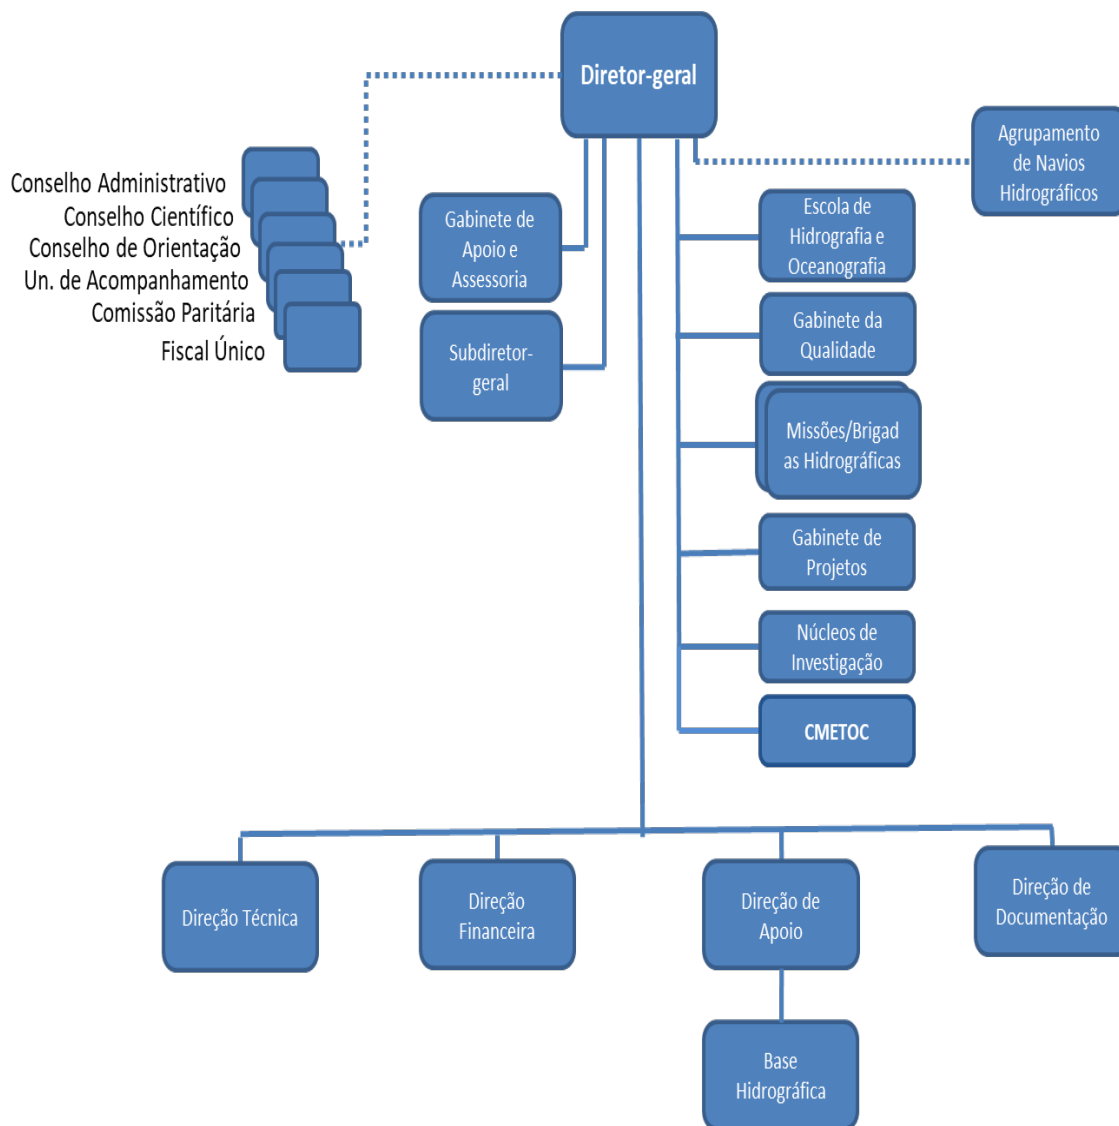 Diretor-geral
Agrupamento
de Navios
Hidrográficos
Conselho Administrativo
Conselho Científico
Conselho de Orientação
Un. de Acompanhamento
Comissão Paritária
Fiscal Único
Gabinete de
Apoio e
Assessoria
Subdiretor-
geral
Escola de
Hidrografia e
Oceanografia
Gabinete da
Qualidade
Missões/Brigad
as Hidrográficas
Gabinete de
Projetos
Núcleos de
Investigação
CMETOC
Direção Técnica
Direção
Financeira
Direção de
Apoio
Direção de
Documentação
Base
Hidrográfica